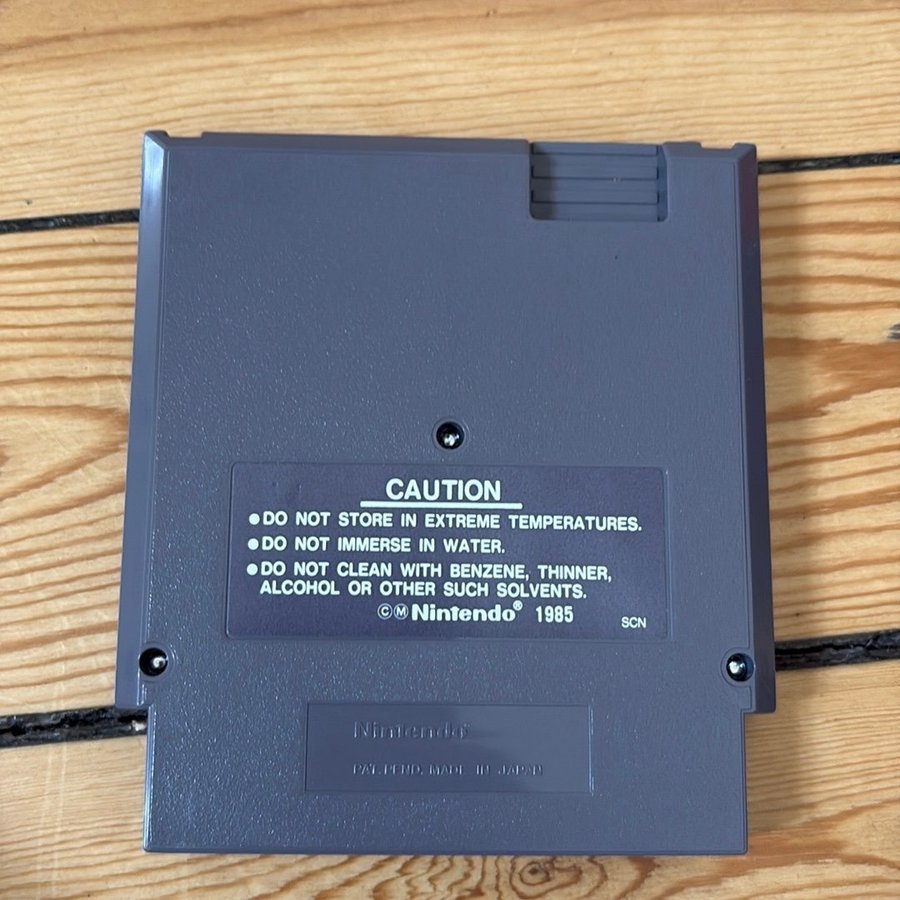 CAUTION
●DO NOT STORE IN EXTREME TEMPERATURES.
●DO NOT IMMERSE IN WATER.
●DO NOT CLEAN WITH BENZENE, THINNER,
ALCOHOL OR OTHER SUCH SOLVENTS.
ⒸⓂNintendo® 1985
SCN
Nintendo®
PAT. PEND. MADE IN JAPAN